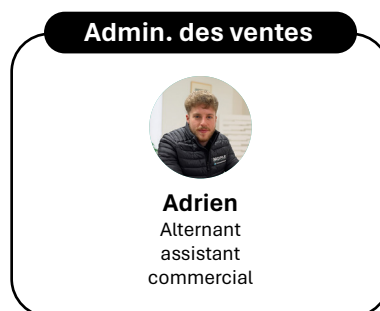 Admin. des ventes
Adrien
Alternant
assistant
commercial